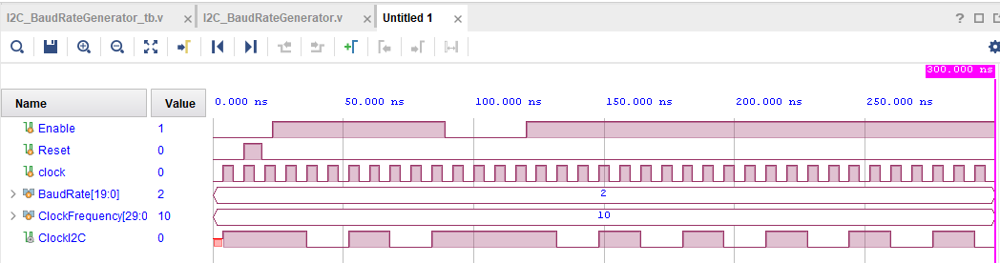 I2C_BaudRateGenerator_tb.v × I2C_BaudRateGenerator.v × Untitled 1 ×
?
300.000 ns
Name Value 0.000 ns 50.000 ns 100.000 ns 150.000 ns 200.000 ns 250.000 ns
Enable 1
Reset 0
clock 0
BaudRate[19:0] 2 2
ClockFrequency[29:0 10 10
ClockI2C 0